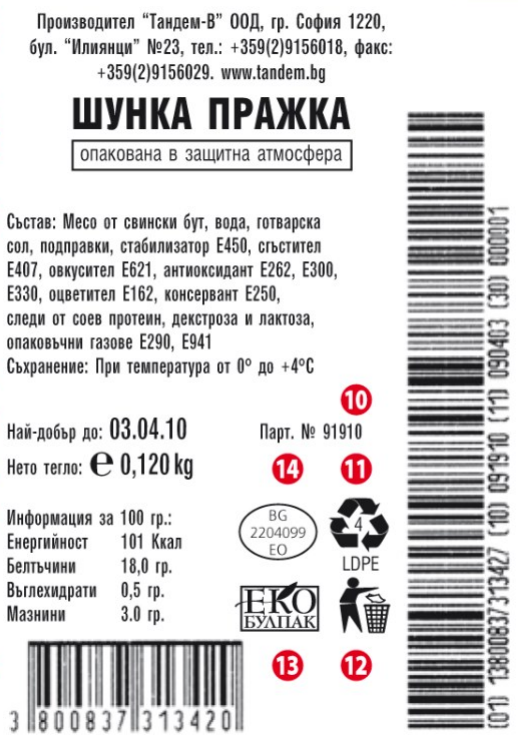 Производител “Тандем-В” ООД, гр. София 1220,
бул. “Илиянци” №23, тел.: +359(2)9156018, факс:
+359(2)9156029. www.tandem.bg
ШУНКА ПРАЖКА
опакована в защитна атмосфера
Състав: Месо от свински бут, вода, готварска
сол, подправки, стабилизатор Е450, сгъстител
Е407, овкусител Е621, антиоксидант Е262, Е300,
Е330, оцветител Е162, консервант Е250,
следи от соев протеин, декстроза и лактоза,
опаковъчни газове Е290, Е941
Съхранение: При температура от 0° до +4°С
10
Най-добър до: 03.04.10
Парт. № 91910
Нето тегло: e 0,120 kg
14
11
Информация за 100 гр.:
Енергийност 101 Ккал
Белтъчини 18,0 гр.
Въглехидрати 0,5 гр.
Мазнини 3.0 гр.
BG
2204099
EO
4
LDPE
ЕКО
БУЛПАК
13
12
3 800837 313420
(01) 13800837313427 (10) 091910 (11) 090403 (30) 000001